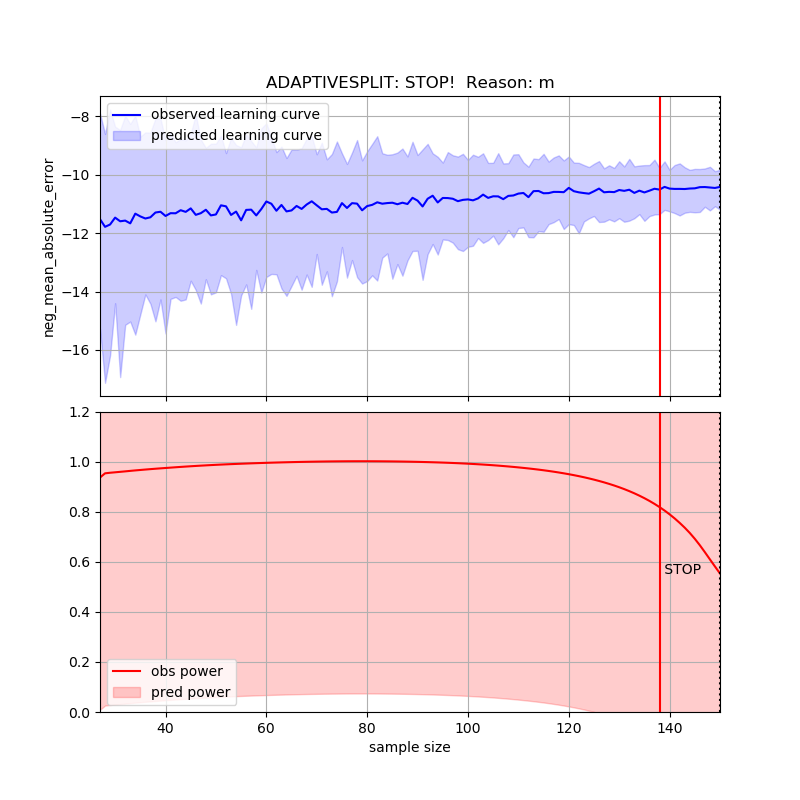 ADAPTIVESPLIT: STOP!  Reason: m
observed learning curve
predicted learning curve
neg_mean_absolute_error
−8
−10
−12
−14
−16
1.2
1.0
0.8
0.6
0.4
0.2
0.0
STOP
obs power
pred power
40 60 80 100 120 140
sample size